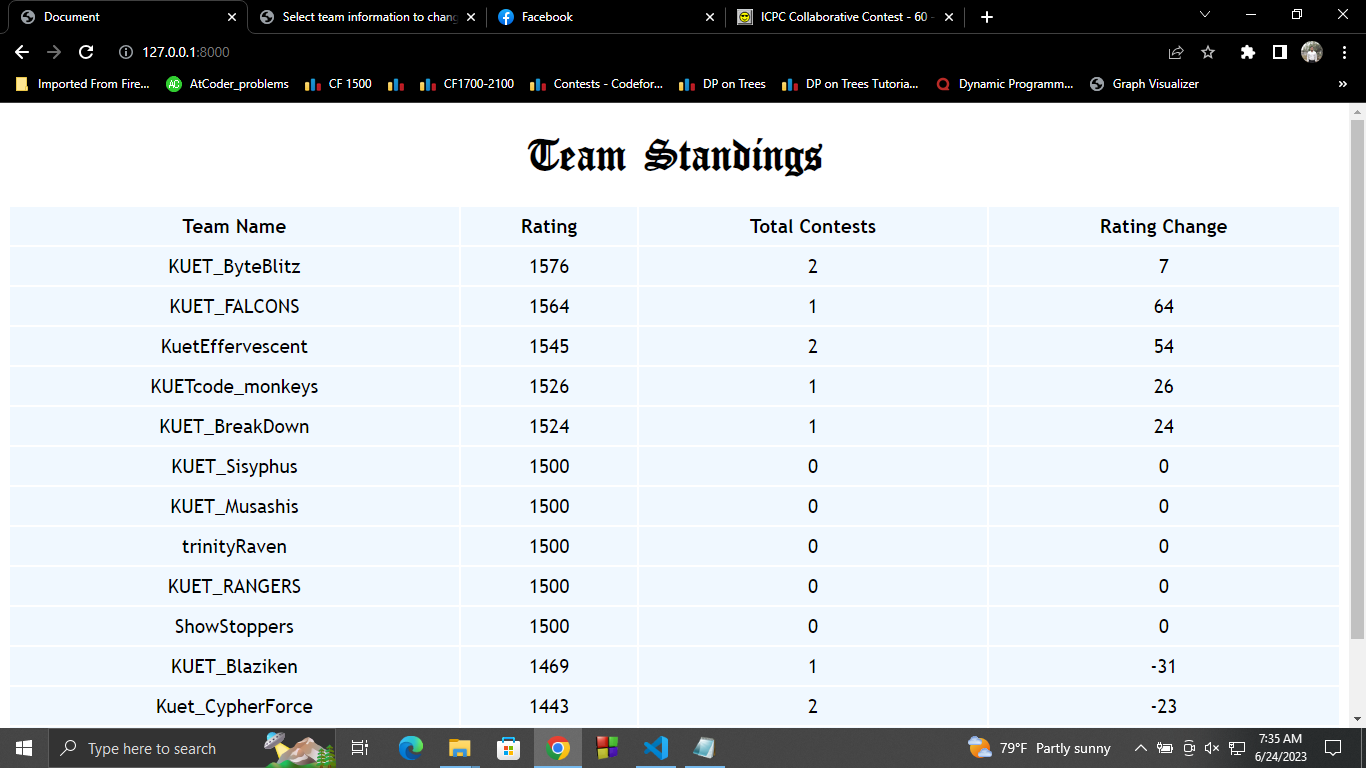 Document
Select team information to chang
Facebook
ICPC Collaborative Contest - 60 -
127.0.0.1:8000
Imported From Fire...
AtCoder_problems
CF 1500
CF1700-2100
Contests - Codefor...
DP on Trees
DP on Trees Tutoria...
Dynamic Programm...
Graph Visualizer
»
Team Standings
Team Name Rating Total Contests Rating Change
KUET_ByteBlitz 1576 2 7
KUET_FALCONS 1564 1 64
KuetEffervescent 1545 2 54
KUETcode_monkeys 1526 1 26
KUET_BreakDown 1524 1 24
KUET_Sisyphus 1500 0 0
KUET_Musashis 1500 0 0
trinityRaven 1500 0 0
KUET_RANGERS 1500 0 0
ShowStoppers 1500 0 0
KUET_Blaziken 1469 1 -31
Kuet_CypherForce 1443 2 -23
Type here to search
79°F Partly sunny
7:35 AM
6/24/2023